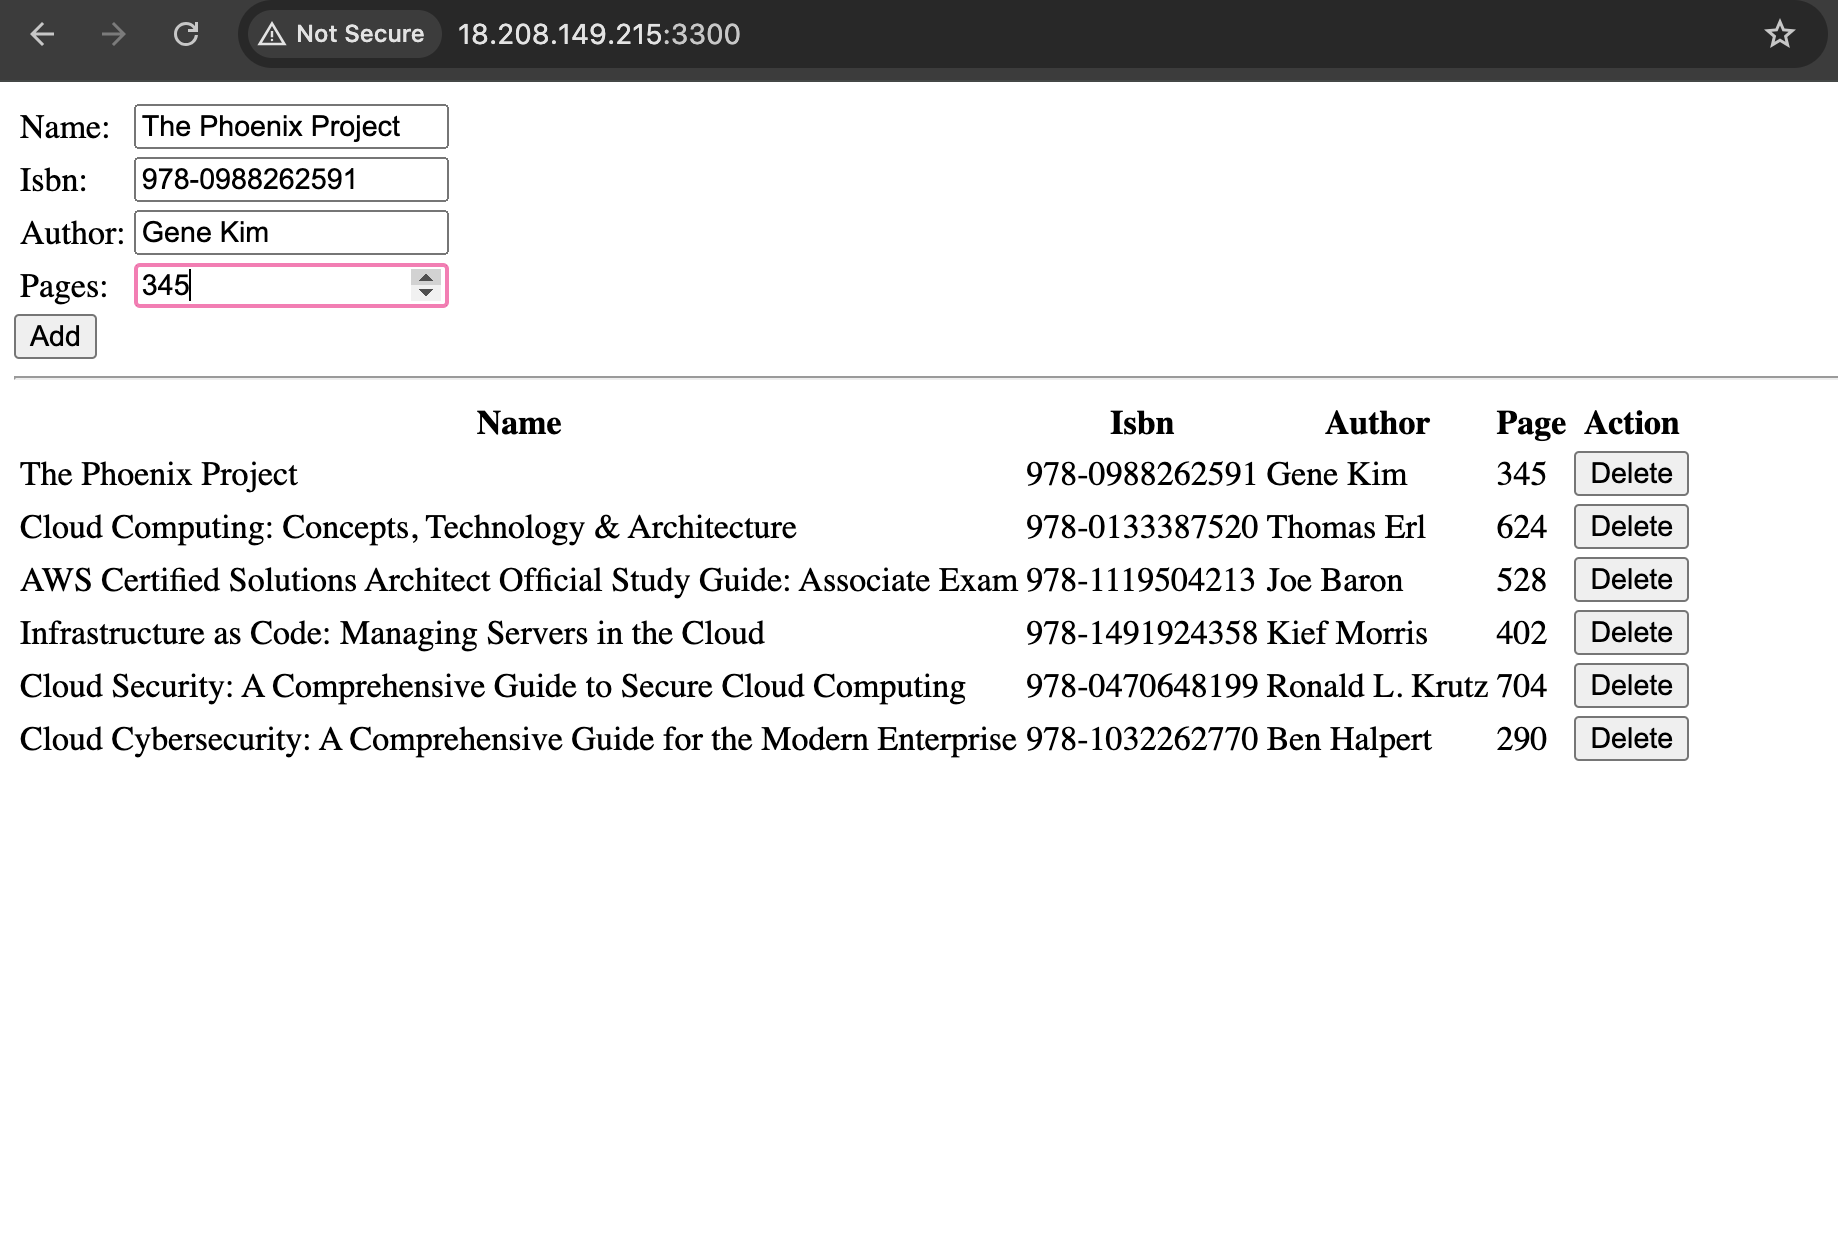 Not Secure 18.208.149.215:3300
Name: The Phoenix Project
Isbn: 978-0988262591
Author: Gene Kim
Pages: 345
Add
Name Isbn Author Page Action
The Phoenix Project 978-0988262591 Gene Kim 345 Delete
Cloud Computing: Concepts, Technology & Architecture 978-0133387520 Thomas Erl 624 Delete
AWS Certified Solutions Architect Official Study Guide: Associate Exam 978-1119504213 Joe Baron 528 Delete
Infrastructure as Code: Managing Servers in the Cloud 978-1491924358 Kief Morris 402 Delete
Cloud Security: A Comprehensive Guide to Secure Cloud Computing 978-0470648199 Ronald L. Krutz 704 Delete
Cloud Cybersecurity: A Comprehensive Guide for the Modern Enterprise 978-1032262770 Ben Halpert 290 Delete